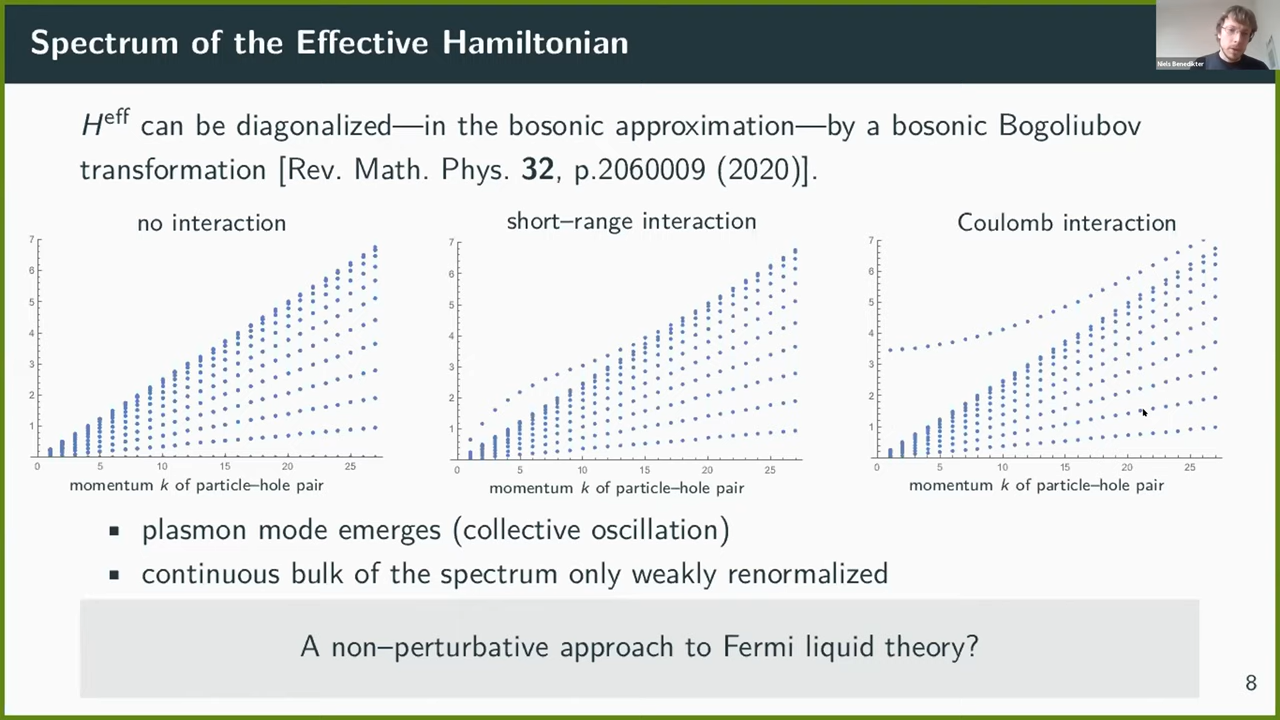 Spectrum of the Effective Hamiltonian
Niels Benedikter
H^eff can be diagonalized—in the bosonic approximation—by a bosonic Bogoliubov
transformation [Rev. Math. Phys. 32, p.2060009 (2020)].
no interaction
7
6
5
4
3
2
1
0 5 10 15 20 25
momentum k of particle–hole pair
short–range interaction
7
6
5
4
3
2
1
0 5 10 15 20 25
momentum k of particle–hole pair
Coulomb interaction
7
6
5
4
3
2
1
0 5 10 15 20 25
momentum k of particle–hole pair
▪ plasmon mode emerges (collective oscillation)
▪ continuous bulk of the spectrum only weakly renormalized
A non–perturbative approach to Fermi liquid theory?
8